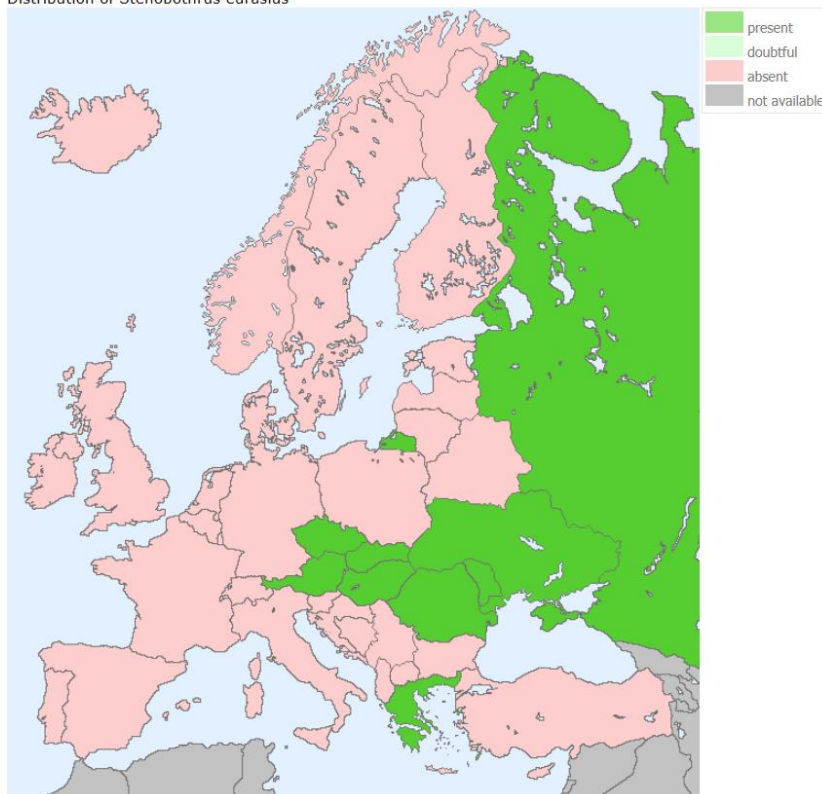 Distribution of Stenobothrus eurasius
present
doubtful
absent
not available